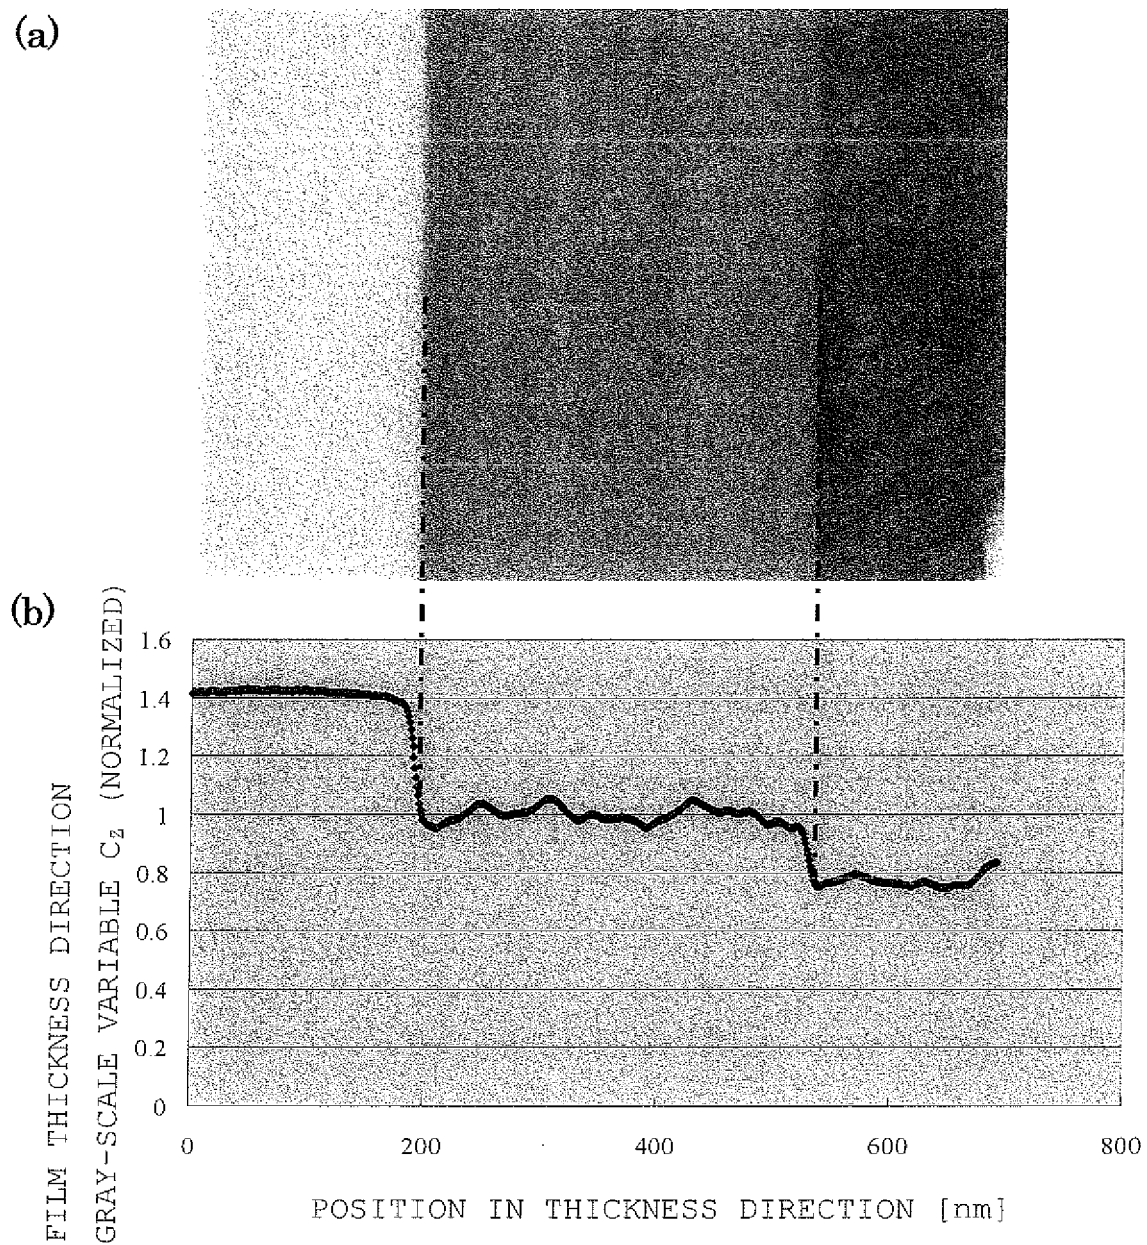 (a)
(b)
FILM THICKNESS DIRECTION
GRAY-SCALE VARIABLE Cz (NORMALIZED)
1.6
1.4
1.2
1
0.8
0.6
0.4
0.2
0
0 200 400 600 800
POSITION IN THICKNESS DIRECTION [nm]